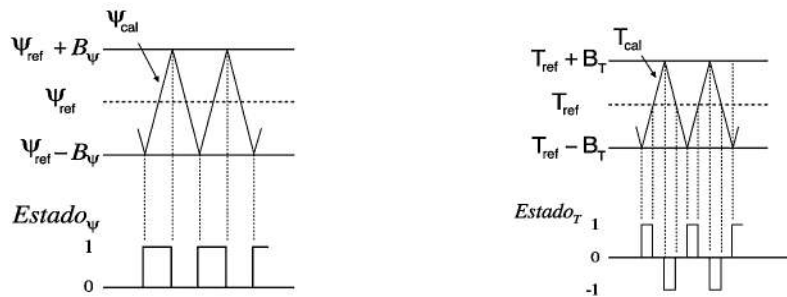 Ψcal
Ψref + BΨ
Ψref
Ψref − BΨ
EstadoΨ
1
0
Tcal
Tref + BT
Tref
Tref − BT
EstadoT
1
0
-1